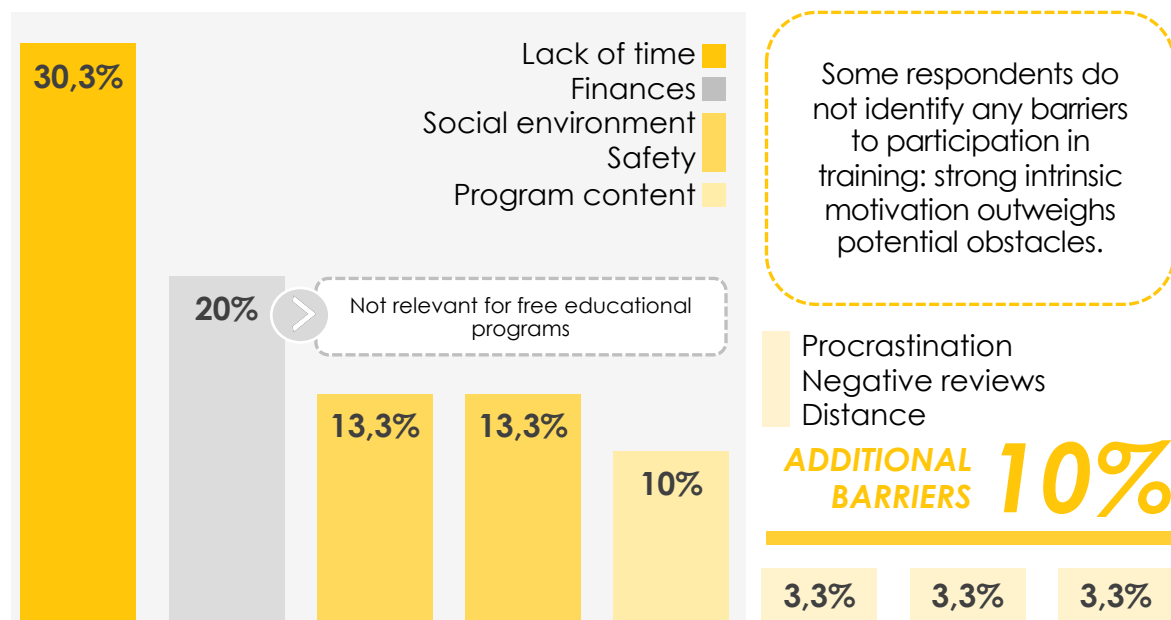 30,3%
Lack of time
Finances
Social environment
Safety
Program content
20%
Not relevant for free educational
programs
13,3%
13,3%
10%
Some respondents do
not identify any barriers
to participation in
training: strong intrinsic
motivation outweighs
potential obstacles.
Procrastination
Negative reviews
Distance
ADDITIONAL
BARRIERS
10%
3,3%
3,3%
3,3%